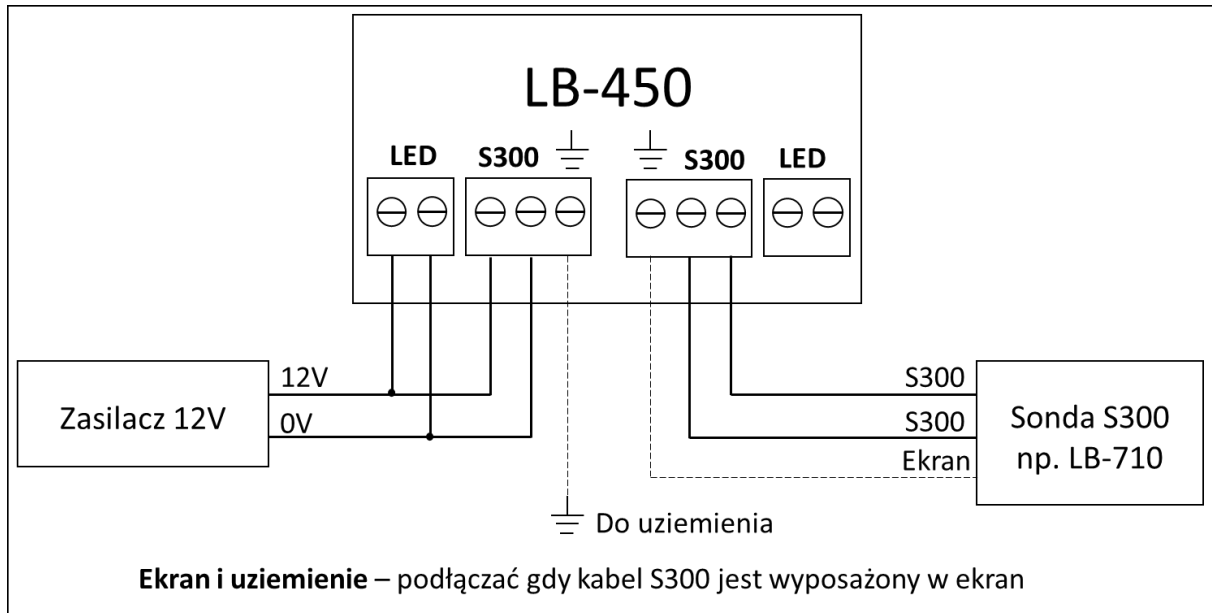 LB-450
LED S300 S300 LED
12V
Zasilacz 12V
0V
S300
S300
Ekran
Sonda S300
np. LB-710
Do uziemienia
Ekran i uziemienie – podłączać gdy kabel S300 jest wyposażony w ekran